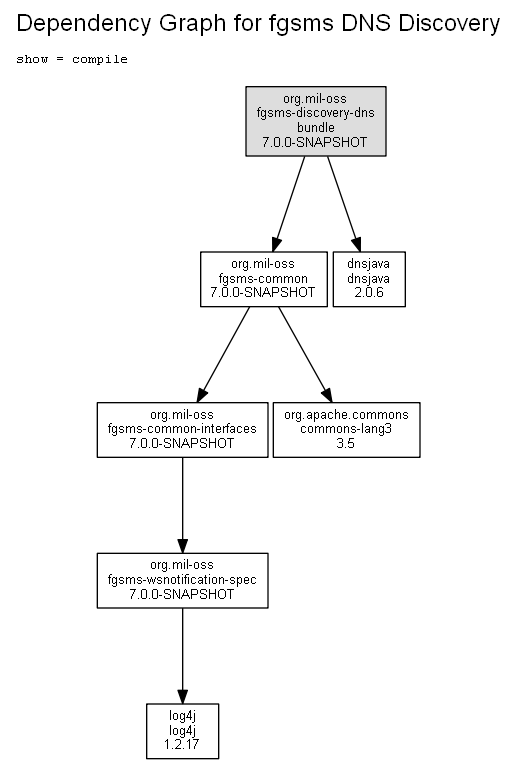 Dependency Graph for fgsms DNS Discovery
show = compile
org.mil-oss
fgsms-discovery-dns
bundle
7.0.0-SNAPSHOT
org.mil-oss
fgsms-common
7.0.0-SNAPSHOT
dnsjava
dnsjava
2.0.6
org.mil-oss
fgsms-common-interfaces
7.0.0-SNAPSHOT
org.apache.commons
commons-lang3
3.5
org.mil-oss
fgsms-wsnotification-spec
7.0.0-SNAPSHOT
log4j
log4j
1.2.17